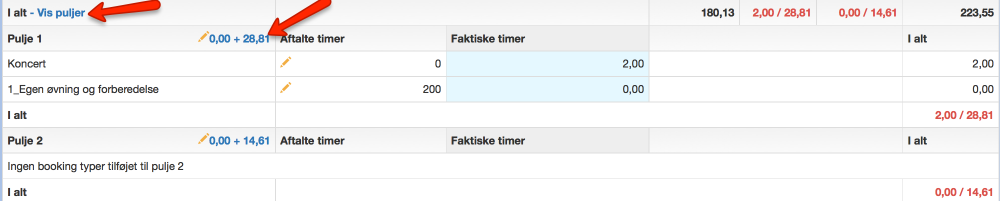 I alt - Vis puljer 180,13 2,00 / 28,81 0,00 / 14,61 223,55
Pulje 1 0,00 + 28,81 Aftalte timer Faktiske timer I alt
Koncert 0 2,00 2,00
1_Egen øvning og forberedelse 200 0,00 0,00
I alt 2,00 / 28,81
Pulje 2 0,00 + 14,61 Aftalte timer Faktiske timer I alt
Ingen booking typer tilføjet til pulje 2
I alt 0,00 / 14,61